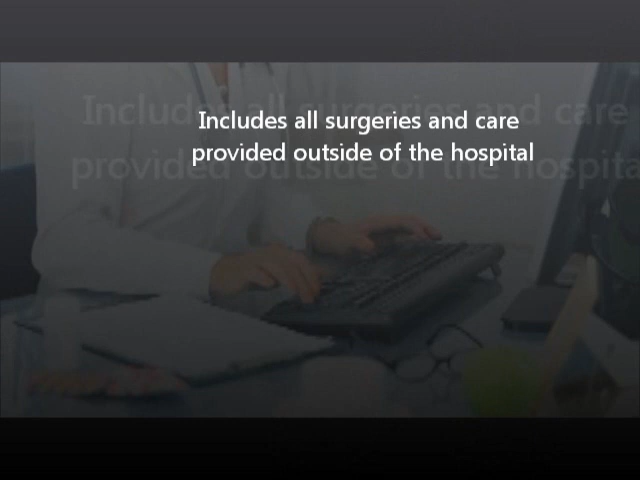 Includes all surgeries and care
provided outside of the hospital